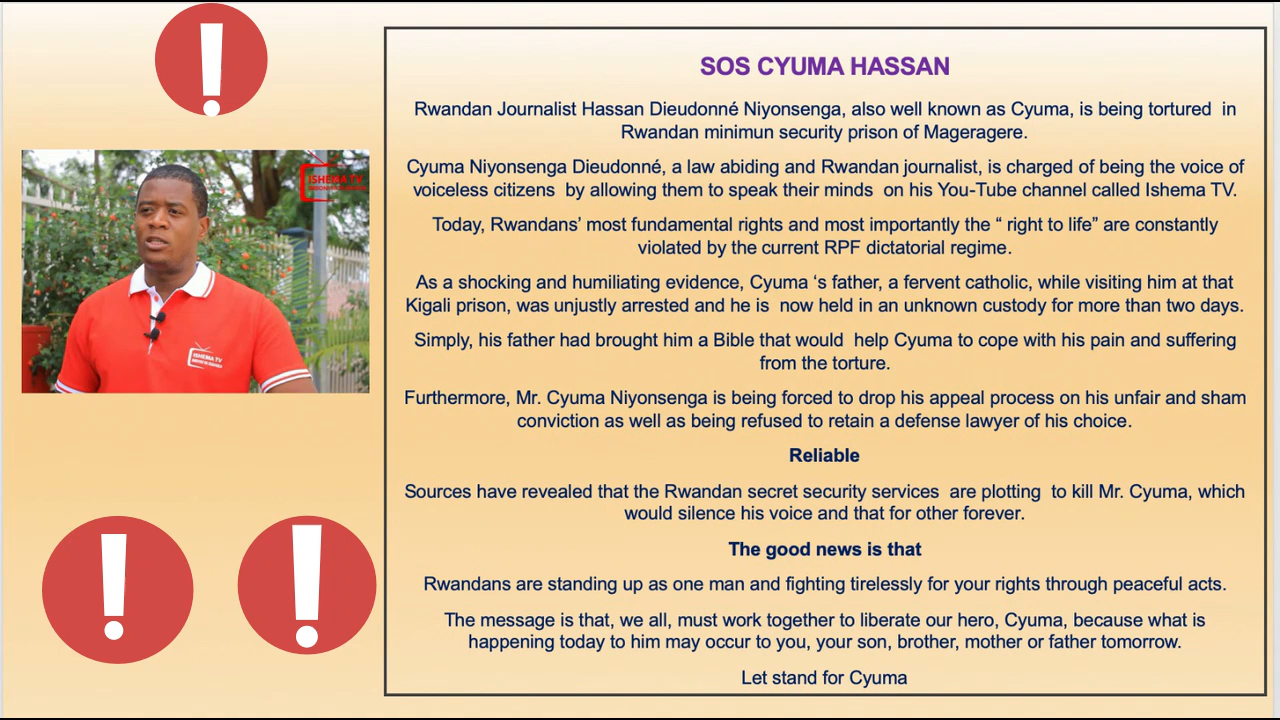 SOS CYUMA HASSAN
Rwandan Journalist Hassan Dieudonné Niyonsenga, also well known as Cyuma, is being tortured in
Rwandan minimun security prison of Mageragere.
Cyuma Niyonsenga Dieudonné, a law abiding and Rwandan journalist, is charged of being the voice of
voiceless citizens by allowing them to speak their minds on his You-Tube channel called Ishema TV.
Today, Rwandans’ most fundamental rights and most importantly the “ right to life” are constantly
violated by the current RPF dictatorial regime.
As a shocking and humiliating evidence, Cyuma ‘s father, a fervent catholic, while visiting him at that
Kigali prison, was unjustly arrested and he is now held in an unknown custody for more than two days.
Simply, his father had brought him a Bible that would help Cyuma to cope with his pain and suffering
from the torture.
Furthermore, Mr. Cyuma Niyonsenga is being forced to drop his appeal process on his unfair and sham
conviction as well as being refused to retain a defense lawyer of his choice.
Reliable
Sources have revealed that the Rwandan secret security services are plotting to kill Mr. Cyuma, which
would silence his voice and that for other forever.
The good news is that
Rwandans are standing up as one man and fighting tirelessly for your rights through peaceful acts.
The message is that, we all, must work together to liberate our hero, Cyuma, because what is
happening today to him may occur to you, your son, brother, mother or father tomorrow.
Let stand for Cyuma
ISHEMA TV
ISHEMA TV